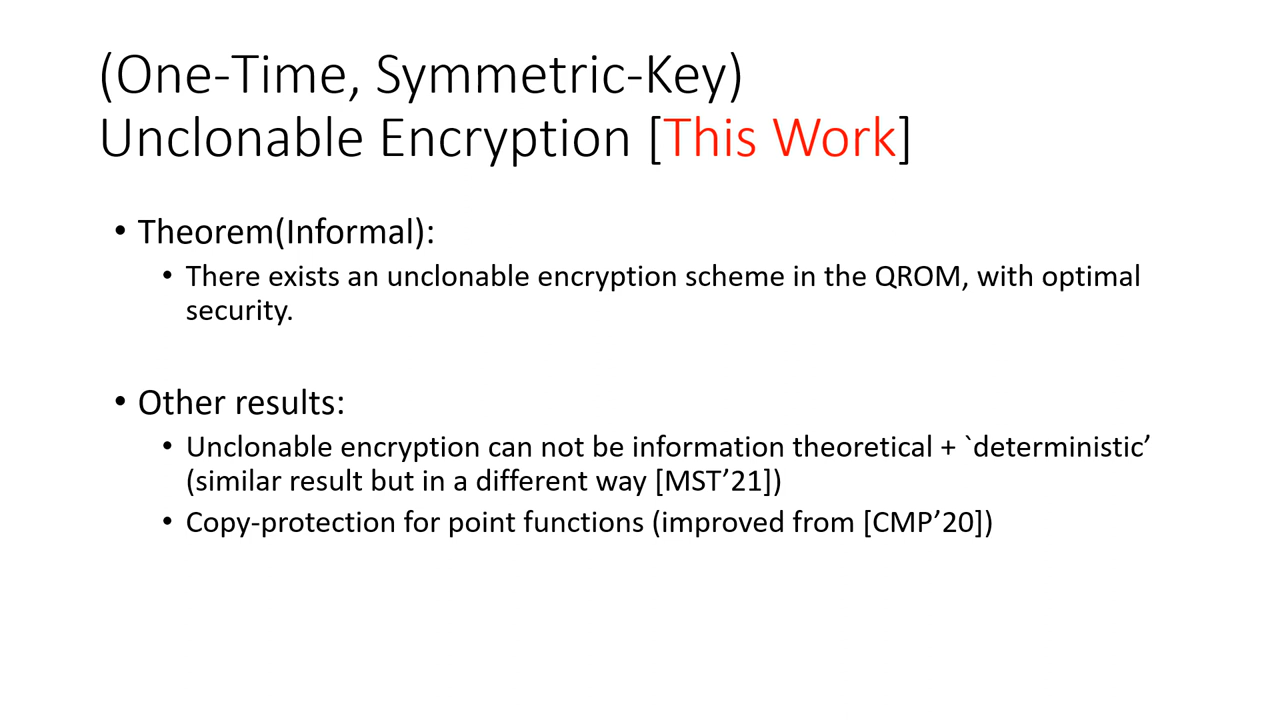 (One-Time, Symmetric-Key)
Unclonable Encryption [This Work]
• Theorem(Informal):
• There exists an unclonable encryption scheme in the QROM, with optimal
security.
• Other results:
• Unclonable encryption can not be information theoretical + `deterministic’
(similar result but in a different way [MST’21])
• Copy-protection for point functions (improved from [CMP’20])